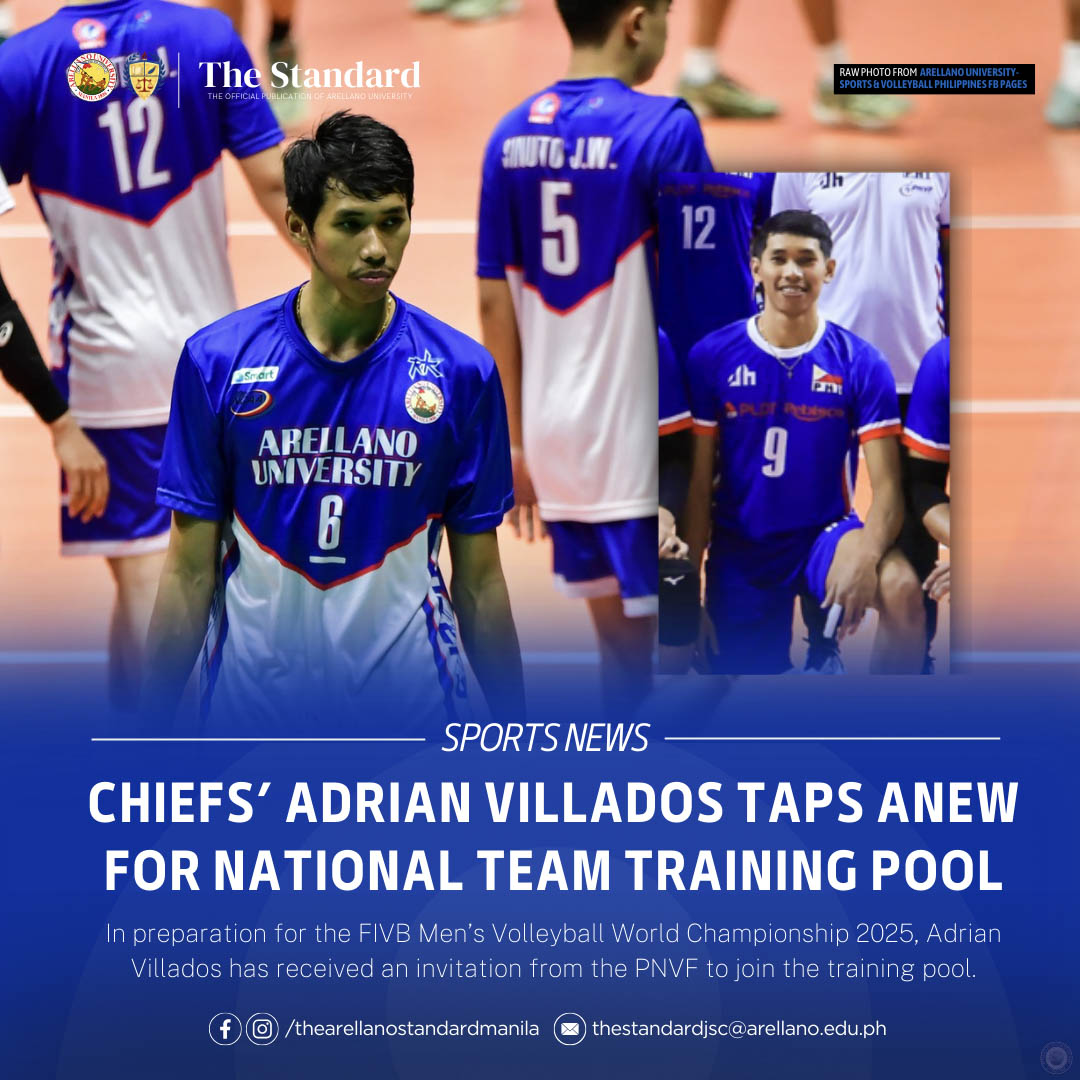 The Standard
THE OFFICIAL PUBLICATION OF ARELLANO UNIVERSITY
RAW PHOTO FROM ARELLANO UNIVERSITY-
SPORTS & VOLLEYBALL PHILIPPINES FB PAGES
12
J.W.
5
12
Smart
ARELLANO
UNIVERSITY
6
PHI
PLDT Rebisco
9
SPORTS NEWS
CHIEFS’ ADRIAN VILLADOS TAPS ANEW
FOR NATIONAL TEAM TRAINING POOL
In preparation for the FIVB Men’s Volleyball World Championship 2025, Adrian
Villados has received an invitation from the PNVF to join the training pool.
/thearellanostandardmanila thestandardjsc@arellano.edu.ph